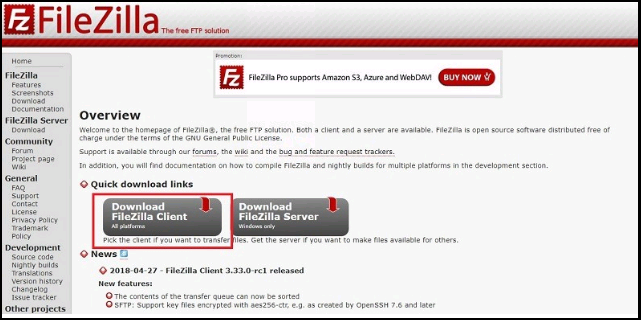 FileZilla The free FTP solution
Home
FileZilla
Features
Screenshots
Download
Documentation
FileZilla Server
Download
Community
Forum
Project page
Wiki
General
FAQ
Support
Contact
License
Privacy Policy
Trademark
Policy
Development
Source code
Nightly builds
Translations
Version history
Changelog
Issue tracker
Other projects
Promotion:
Fz FileZilla Pro supports Amazon S3, Azure and WebDAV! BUY NOW
Overview
Welcome to the homepage of FileZilla®, the free FTP solution. Both a client and a server are available. FileZilla is open source software distributed free of
charge under the terms of the GNU General Public License.
Support is available through our forums, the wiki and the bug and feature request trackers.
In addition, you will find documentation on how to compile FileZilla and nightly builds for multiple platforms in the development section.
Quick download links
Download
FileZilla Client
All platforms
Download
FileZilla Server
Windows only
Pick the client if you want to transfer files. Get the server if you want to make files available for others.
News
2018-04-27 - FileZilla Client 3.33.0-rc1 released
New features:
The contents of the transfer queue can now be sorted
SFTP: Support key files encrypted with aes256-ctr, e.g. as created by OpenSSH 7.6 and later